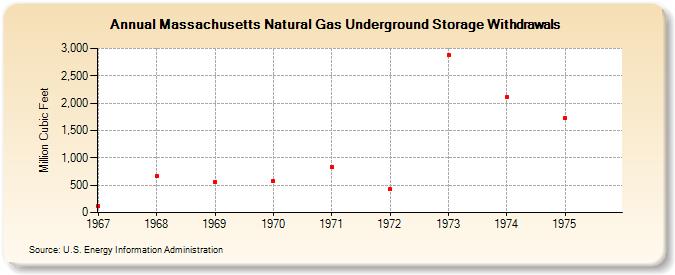 Annual Massachusetts Natural Gas Underground Storage Withdrawals
Million Cubic Feet
3,000
2,500
2,000
1,500
1,000
500
0
1967 1968 1969 1970 1971 1972 1973 1974 1975
Source: U.S. Energy Information Administration